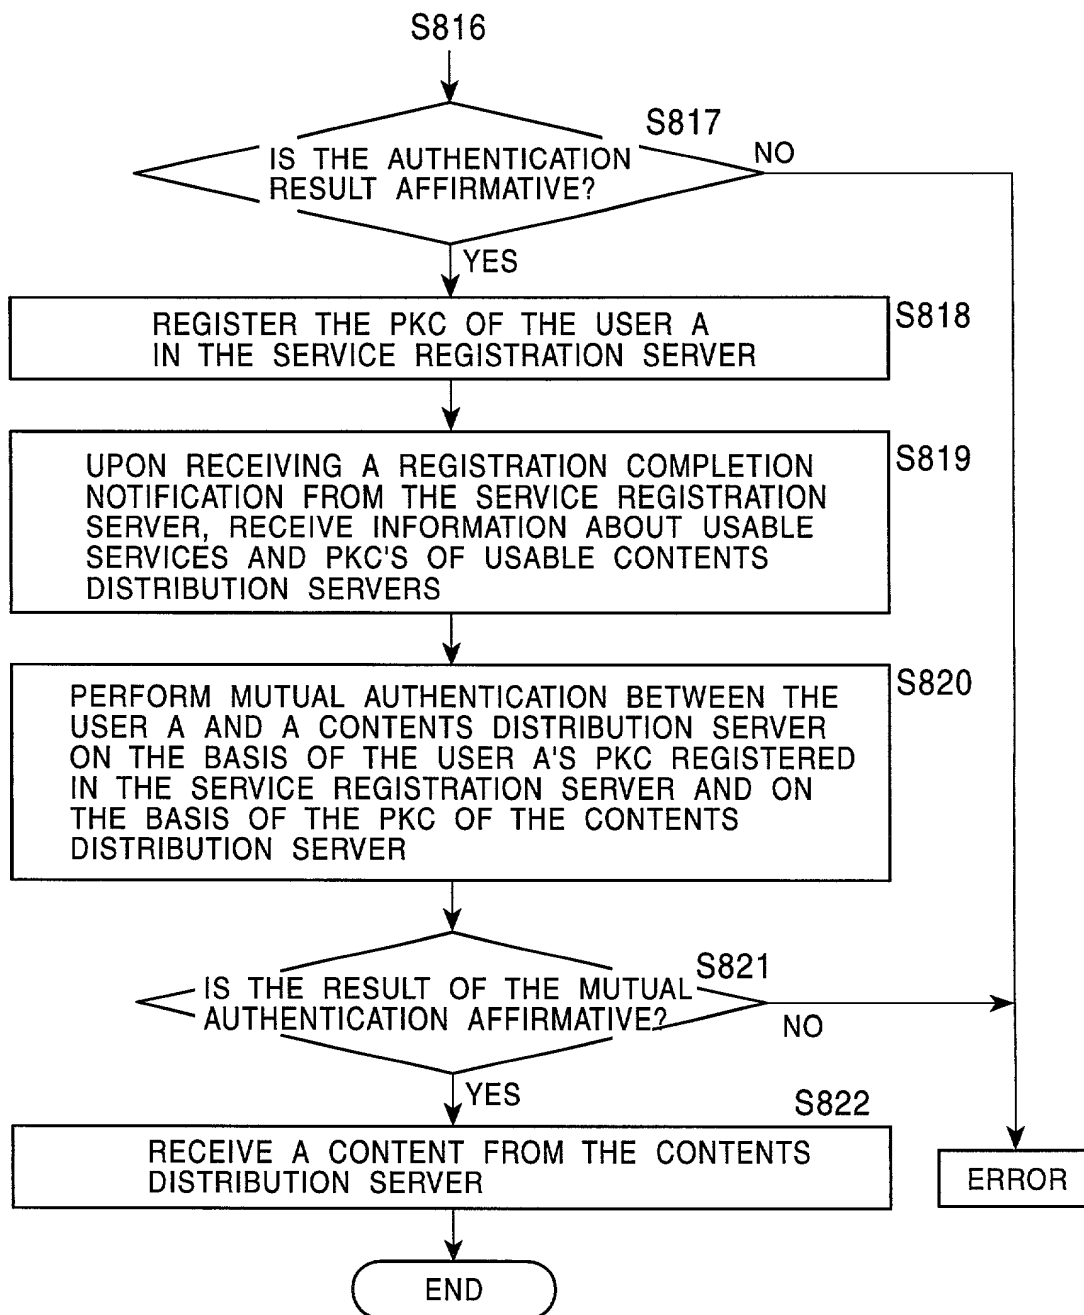 S816
S817
IS THE AUTHENTICATION
RESULT AFFIRMATIVE?
NO
YES
S818
REGISTER THE PKC OF THE USER A
IN THE SERVICE REGISTRATION SERVER
S819
UPON RECEIVING A REGISTRATION COMPLETION
NOTIFICATION FROM THE SERVICE REGISTRATION
SERVER, RECEIVE INFORMATION ABOUT USABLE
SERVICES AND PKC'S OF USABLE CONTENTS
DISTRIBUTION SERVERS
S820
PERFORM MUTUAL AUTHENTICATION BETWEEN THE
USER A AND A CONTENTS DISTRIBUTION SERVER
ON THE BASIS OF THE USER A'S PKC REGISTERED
IN THE SERVICE REGISTRATION SERVER AND ON
THE BASIS OF THE PKC OF THE CONTENTS
DISTRIBUTION SERVER
S821
IS THE RESULT OF THE MUTUAL
AUTHENTICATION AFFIRMATIVE?
NO
YES
S822
RECEIVE A CONTENT FROM THE CONTENTS
DISTRIBUTION SERVER
ERROR
END